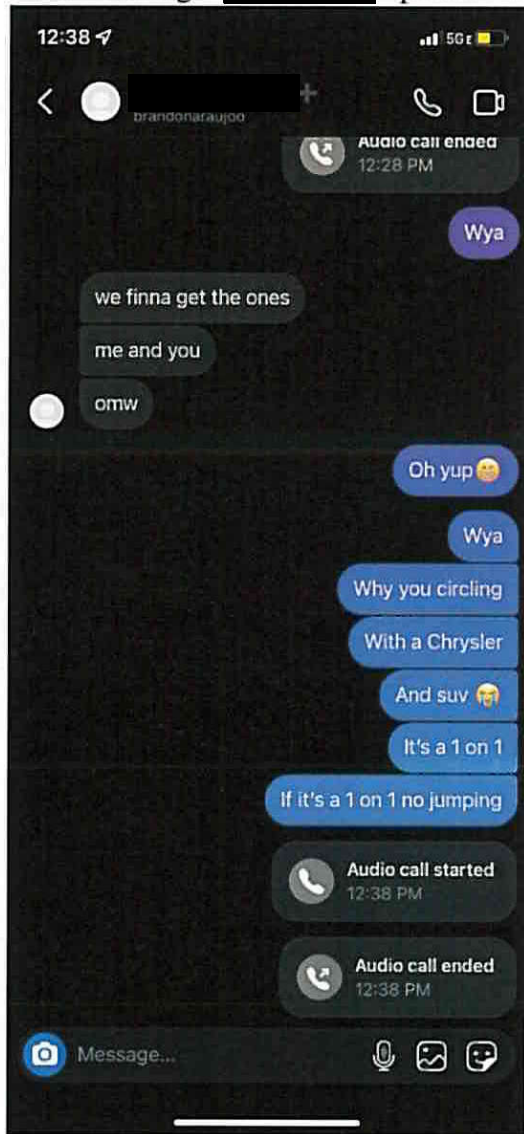 12:38
5G E
brandonaraujoo
Audio call ended
12:28 PM
Wya
we finna get the ones
me and you
omw
Oh yup😁
Wya
Why you circling
With a Chrysler
And suv 😭
It's a 1 on 1
If it's a 1 on 1 no jumping
Audio call started
12:38 PM
Audio call ended
12:38 PM
Message...